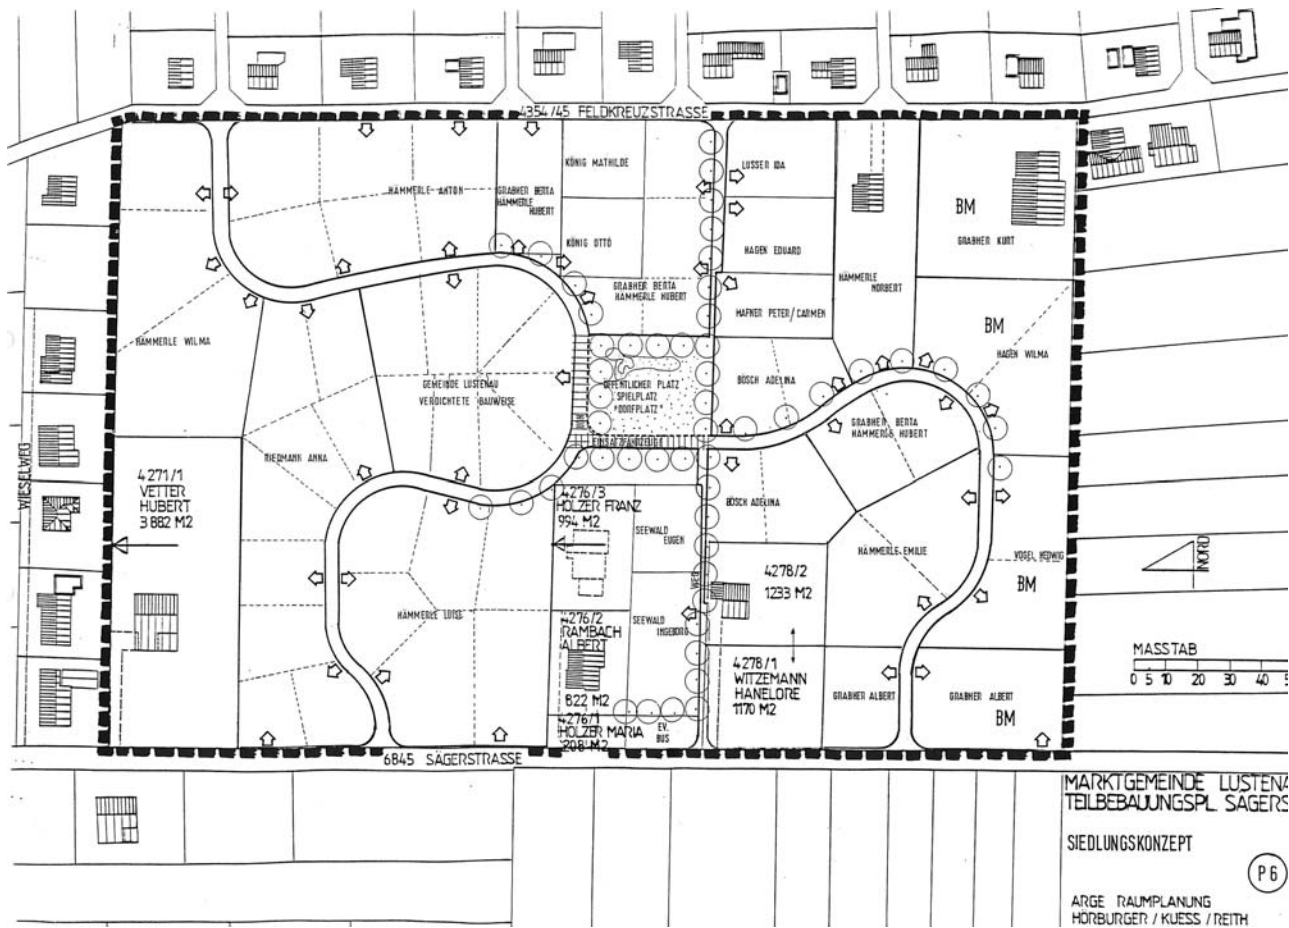 4354/45 FELDKREUZSTRASSE
KÖNIG MATHILDE
LUSSER IDA
HÄMMERLE ANTON
GRABHER BERTA
HÄMMERLE
HUBERT
BM
GRABHER KURT
KÖNIG OTTO
HAGEN EDUARD
HÄMMERLE
NORBERT
GRABHER BERTA
HÄMMERLE HUBERT
HAFNER PETER/CARMEN
BM
HAGEN WILMA
HÄMMERLE WILMA
GEMEINDE LUSTENAU
VERDICHTETE BAUWEISE
ÖFFENTLICHER PLATZ
SPIELPLATZ
"DORFPLATZ"
BÖSCH ADELINA
GRABHER BERTA
HÄMMERLE HUBERT
EINSATZFAHRZEUGE
WIESELWEG
RIEDMANN ANNA
4271/1
VETTER
HUBERT
3 882 M2
4276/3
HOLZER FRANZ
994 M2
SEEWALD
EUGEN
BÖSCH ADELINA
HÄMMERLE EMILIE
VOGEL HEDWIG
BM
NORD
WEG
4278/2
1233 M2
HÄMMERLE LUISE
4276/2
RAMBACH
ALBERT
822 M2
SEEWALD
INGEBORG
4278/1
WITZEMANN
HANELORE
1170 M2
GRABHER ALBERT
GRABHER ALBERT
BM
MASSTAB
0 5 10 20 30 40 5
4276/1
HOLZER MARIA
208 M2
EV.
BUS
6845 SÄGERSTRASSE
MARKTGEMEINDE LUSTENA
TEILBEBAUUNGSPL. SÄGERS
SIEDLUNGSKONZEPT
P6
ARGE RAUMPLANUNG
HÖRBURGER / KUESS / REITH